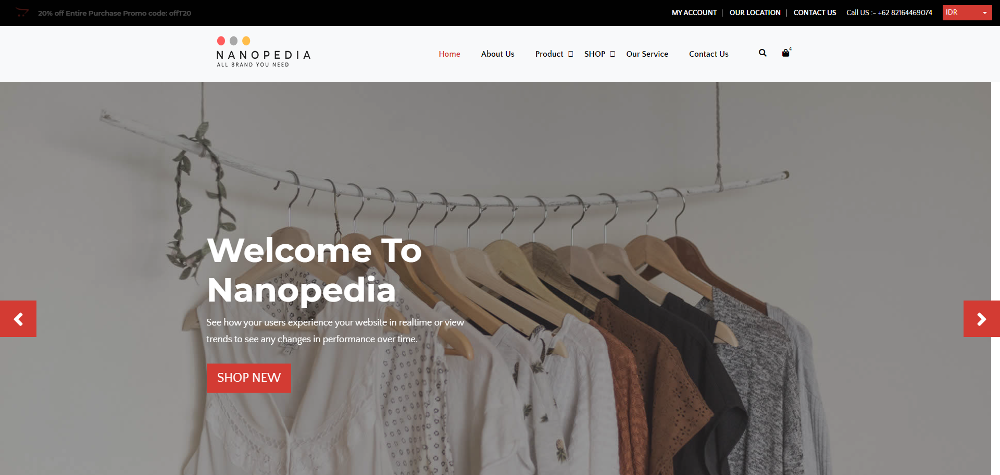 20% off Entire Purchase Promo code: offT20
MY ACCOUNT | OUR LOCATION | CONTACT US Call US :- +62 82164469074 IDR
NANOPEDIA
ALL BRAND YOU NEED
Home About Us Product SHOP Our Service Contact Us 4
Welcome To
Nanopedia
See how your users experience your website in realtime or view
trends to see any changes in performance over time.
SHOP NEW